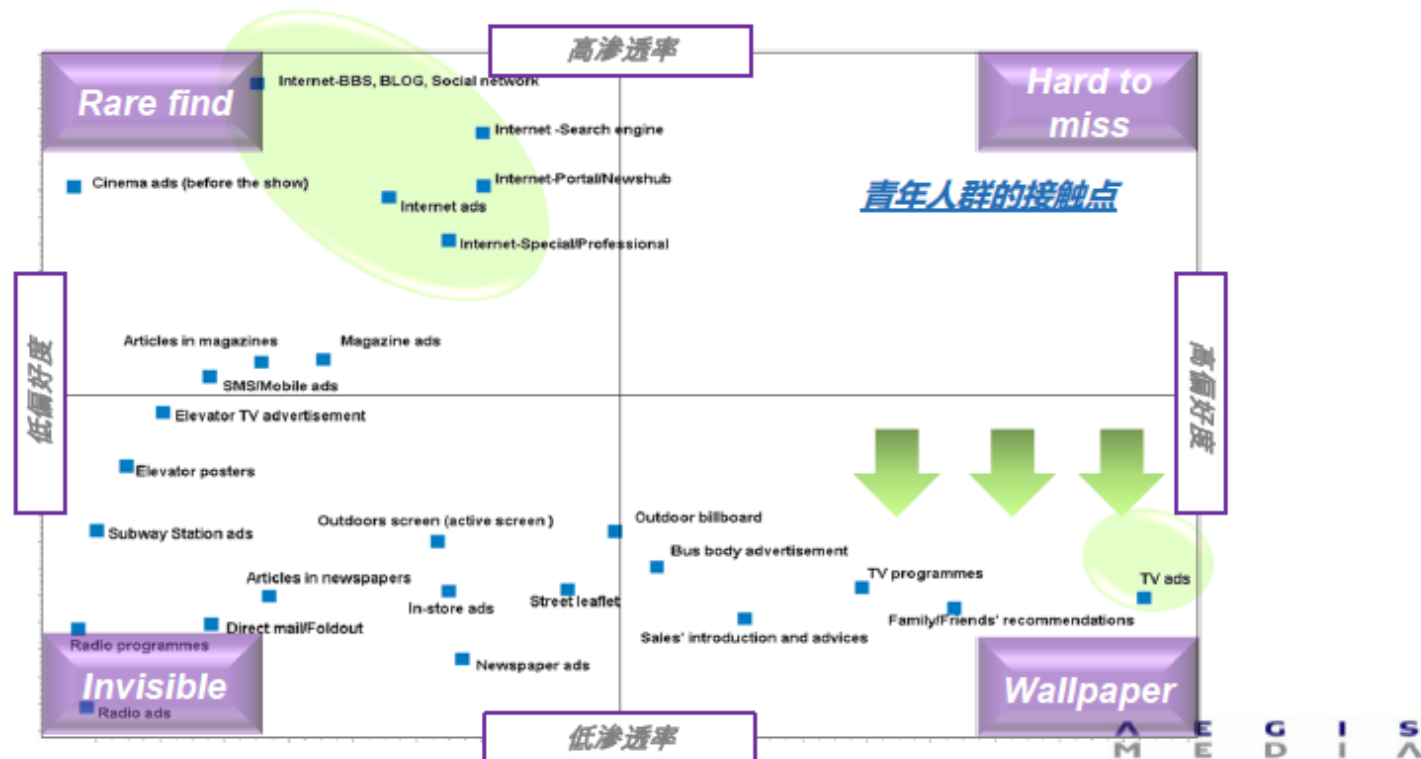 高渗透率
Rare find
Hard to
miss
Internet-BBS, BLOG, Social network
Internet -Search engine
Cinema ads (before the show)
Internet-Portal/Newshub
青年人群的接触点
Internet ads
Internet-Special/Professional
低偏好度
高偏好度
Articles in magazines
Magazine ads
SMS/Mobile ads
Elevator TV advertisement
Elevator posters
Subway Station ads
Outdoors screen (active screen )
Outdoor billboard
Bus body advertisement
Articles in newspapers
TV programmes
TV ads
In-store ads
Street leaflet
Family/Friends' recommendations
Direct mail/Foldout
Sales' introduction and advices
Radio programmes
Newspaper ads
Invisible
Wallpaper
Radio ads
低渗透率
AEGIS
MEDIA